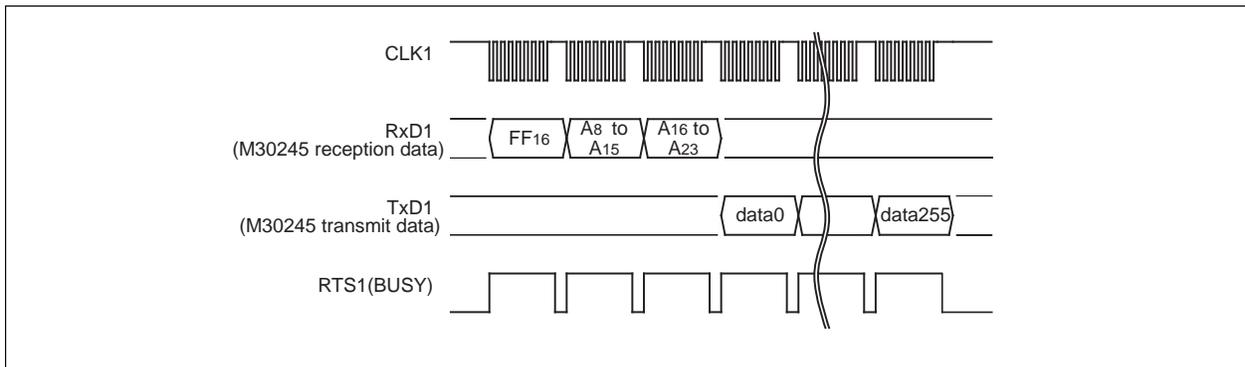 CLK1
RxD1
(M30245 reception data)
FF16
A8 to
A15
A16 to
A23
TxD1
(M30245 transmit data)
data0
data255
RTS1(BUSY)